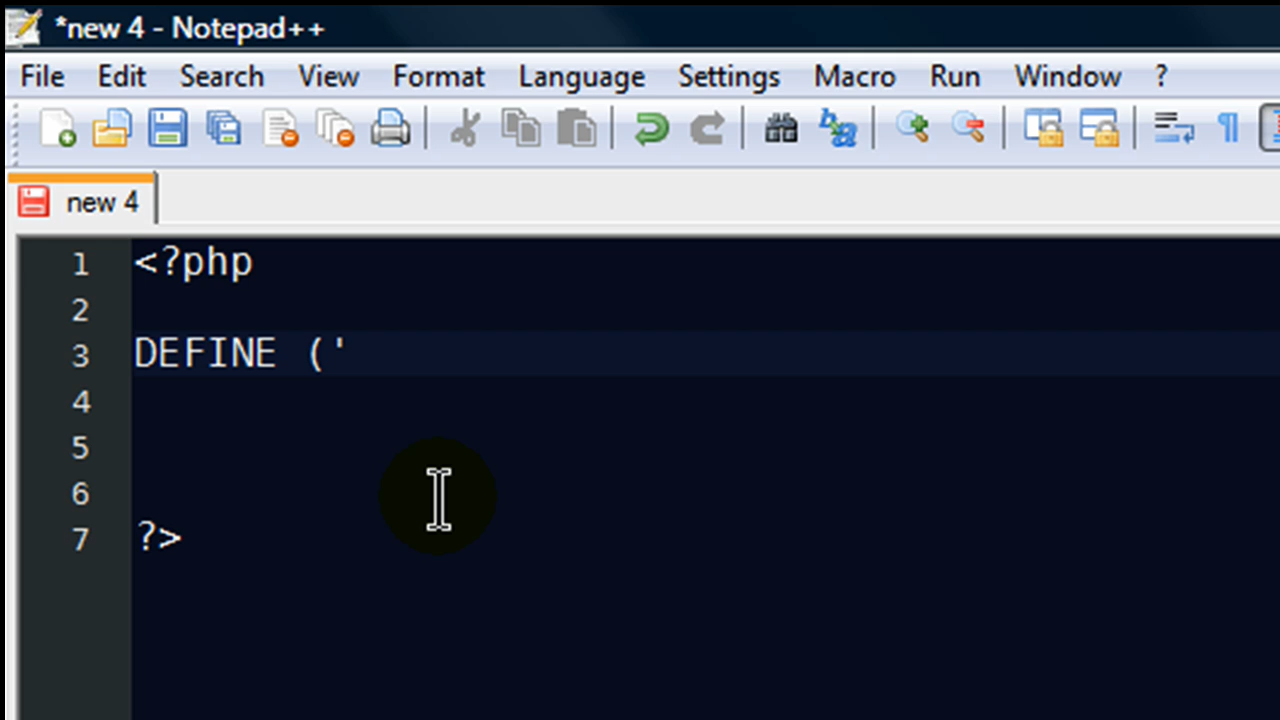 *new 4 - Notepad++
File Edit Search View Format Language Settings Macro Run Window ?
new 4
1 <?php
2
3 DEFINE ('
4
5
6
7 ?>